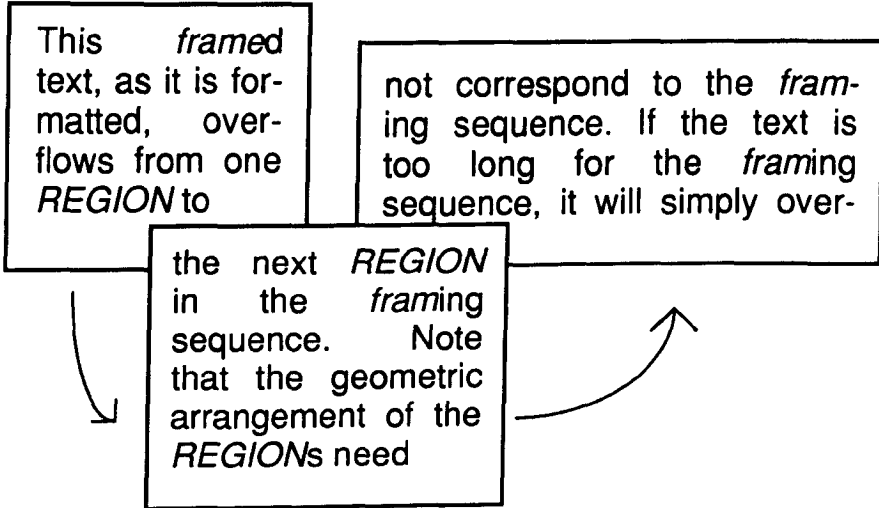 This framed
text, as it is for-
matted, over-
flows from one
REGION to
the next REGION
in the framing
sequence. Note
that the geometric
arrangement of the
REGIONs need
not correspond to the fram-
ing sequence. If the text is
too long for the framing
sequence, it will simply over-